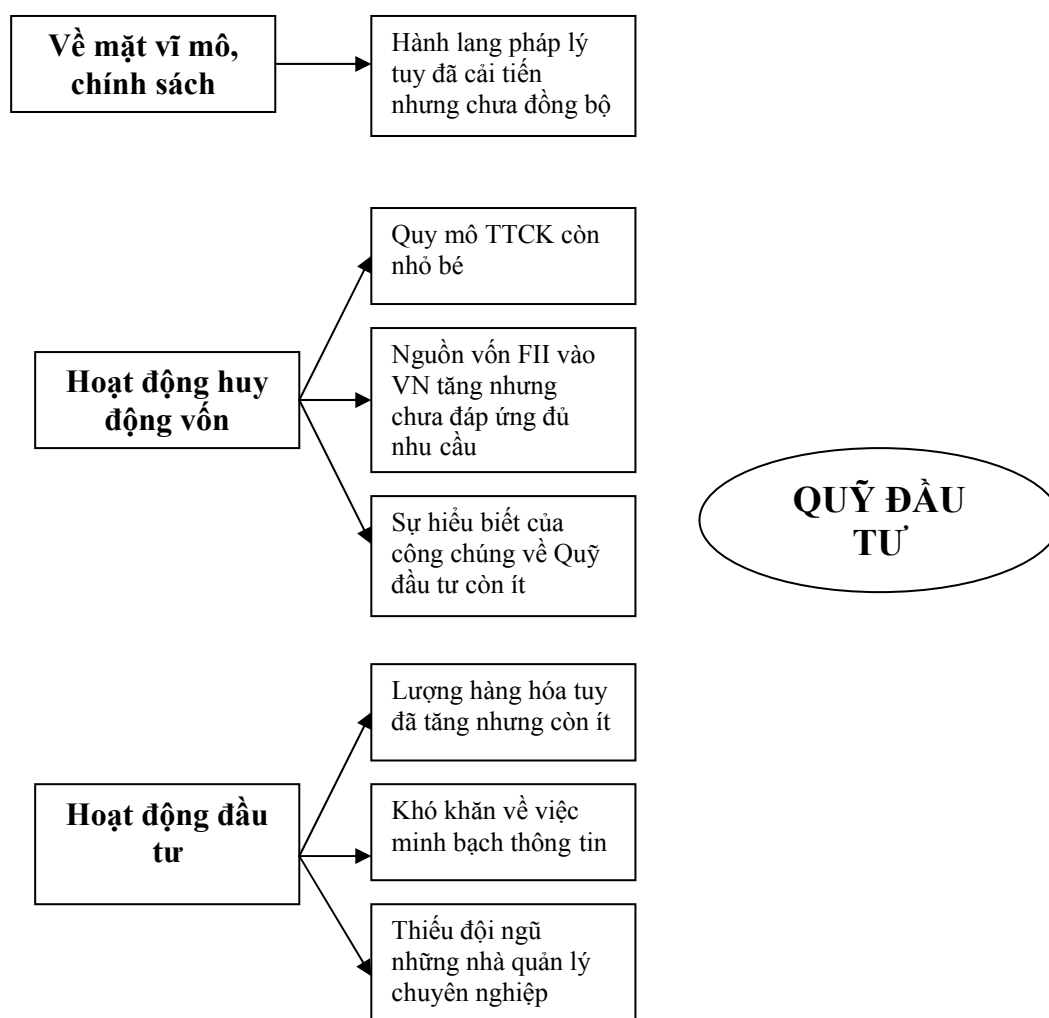 Về mặt vĩ mô,
chính sách
Hành lang pháp lý
tuy đã cải tiến
nhưng chưa đồng bộ
Hoạt động huy
động vốn
Quy mô TTCK còn
nhỏ bé
Nguồn vốn FII vào
VN tăng nhưng
chưa đáp ứng đủ
nhu cầu
Sự hiểu biết của
công chúng về Quỹ
đầu tư còn ít
QUỸ ĐẦU
TƯ
Hoạt động đầu
tư
Lượng hàng hóa tuy
đã tăng nhưng còn ít
Khó khăn về việc
minh bạch thông tin
Thiếu đội ngũ
những nhà quản lý
chuyên nghiệp